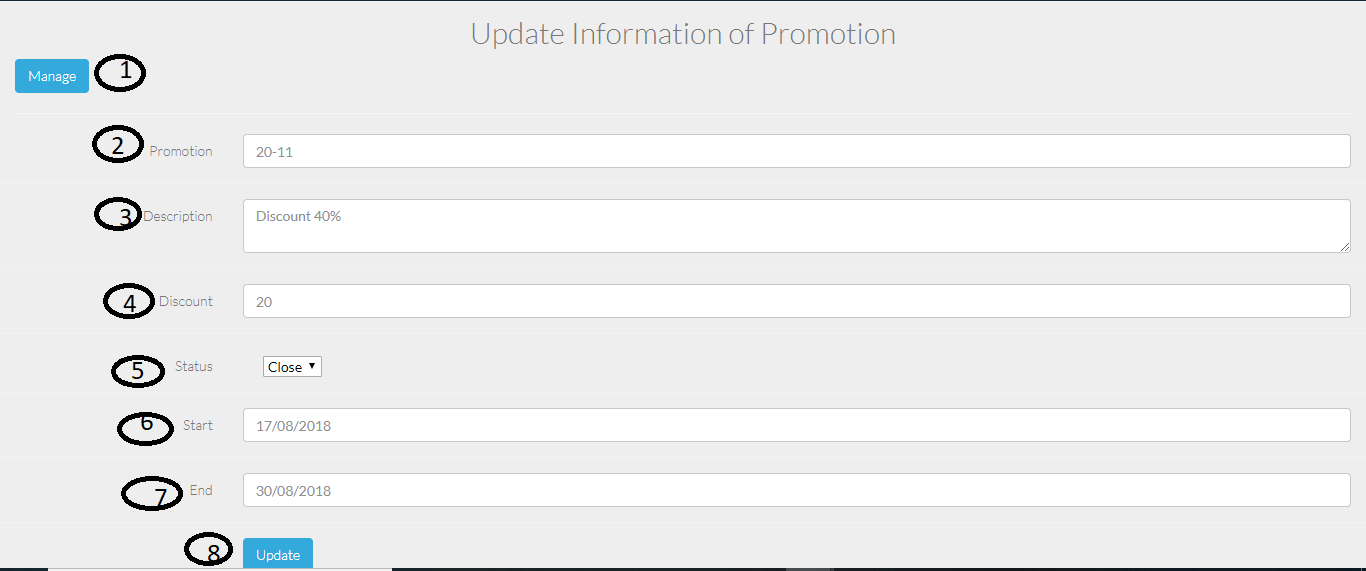 Update Information of Promotion
Manage 1
2 Promotion 20-11
3 Description Discount 40%
4 Discount 20
5 Status Close
6 Start 17/08/2018
7 End 30/08/2018
8 Update